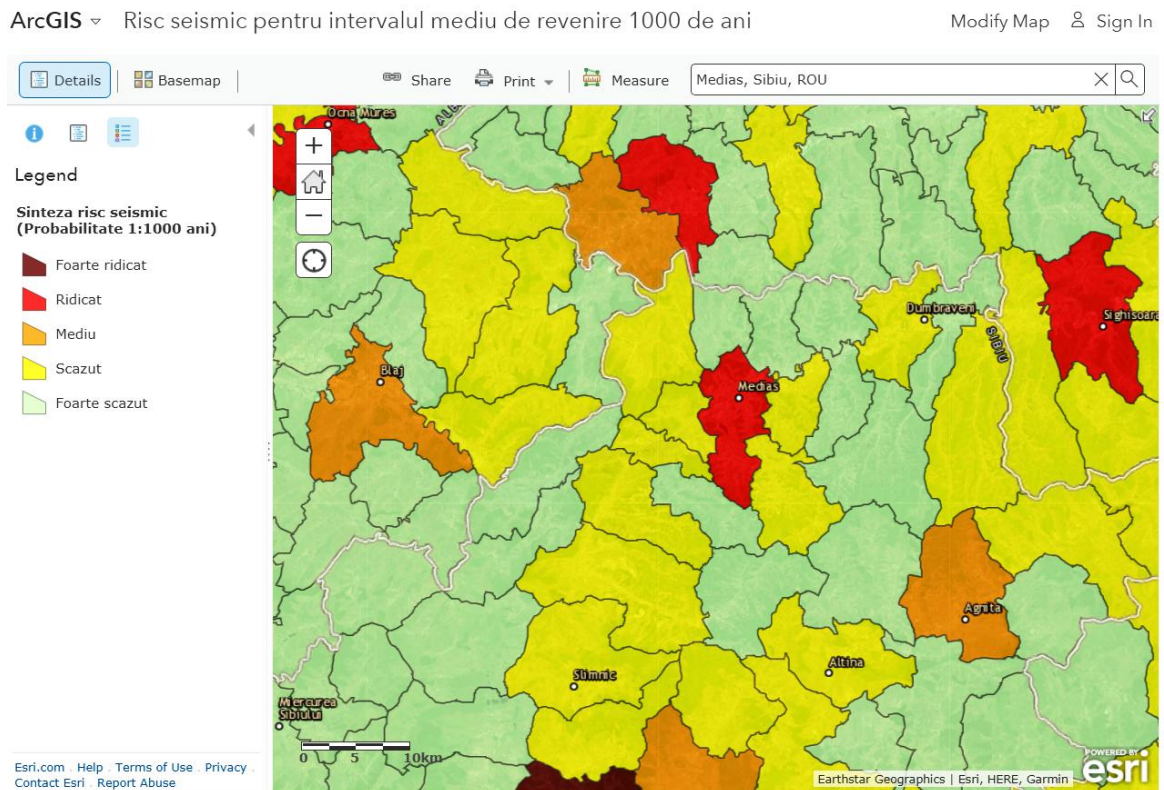 ArcGIS Risc seismic pentru intervalul mediu de revenire 1000 de ani Modify Map Sign In
Details Basemap Share Print Measure Medias, Sibiu, ROU
Legend
Sinteza risc seismic
(Probabilitate 1:1000 ani)
Foarte ridicat
Ridicat
Mediu
Scazut
Foarte scazut
Ocna Mures
Dumbraveni
Sighisoara
SIBIU
Blaj
Medias
Agnita
Altina
Slimnic
Miercurea
Sibiului
0 5 10km
Esri.com . Help . Terms of Use . Privacy .
Contact Esri . Report Abuse
Earthstar Geographics | Esri, HERE, Garmin
POWERED BY
esri